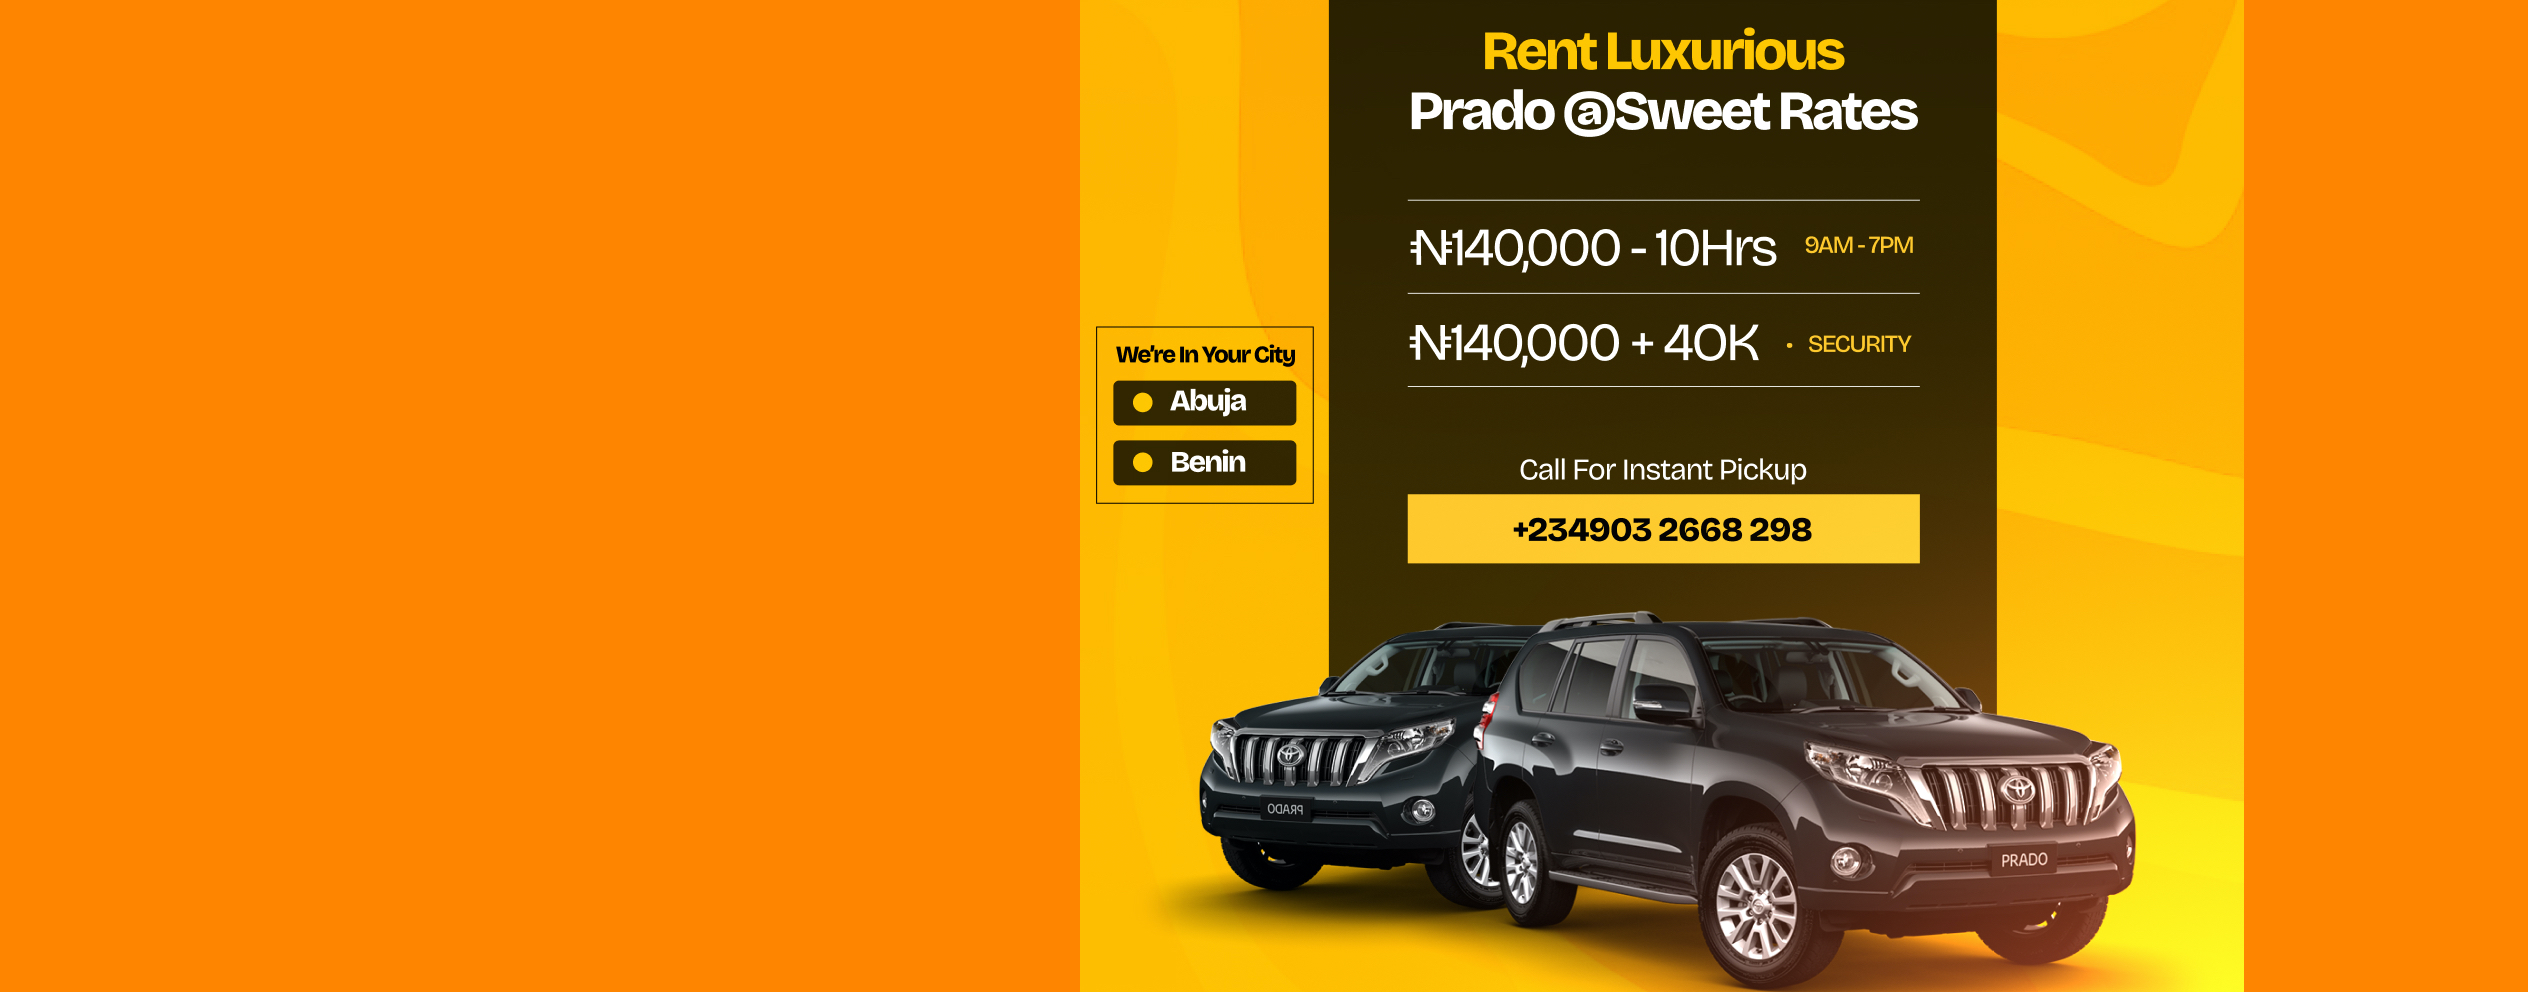 Rent Luxurious
Prado @Sweet Rates
₦140,000 - 10Hrs 9AM - 7PM
₦140,000 + 40K • SECURITY
We're In Your City
Abuja
Benin
Call For Instant Pickup
+234903 2668 298
PRADO
PRADO